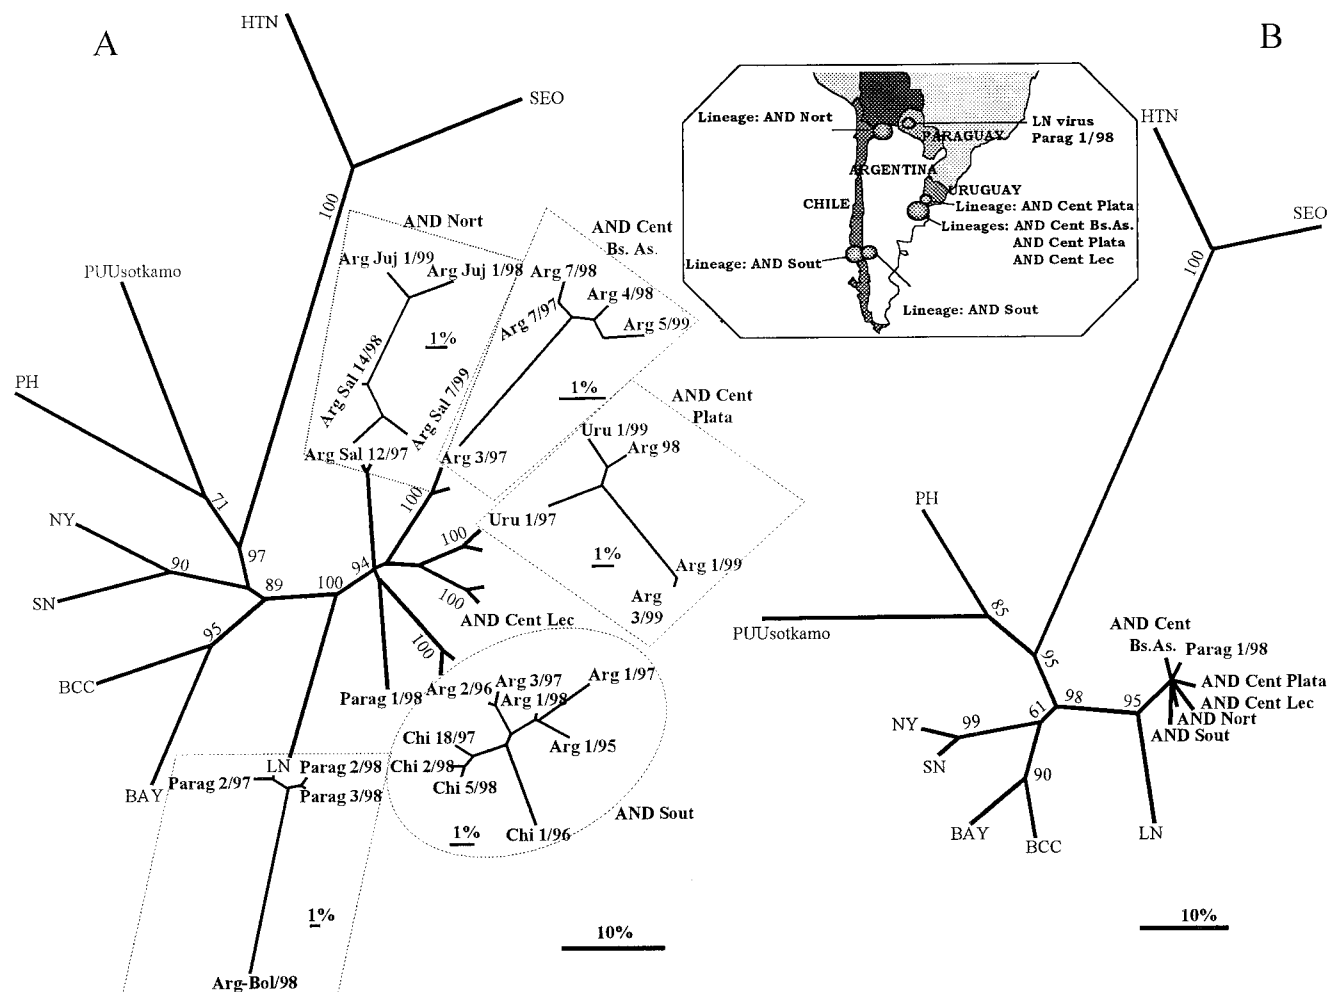 A
HTN
SEO
100
AND Nort
AND Cent
Bs. As.
Arg Juj 1/99
Arg Juj 1/98
Arg 7/98
Arg 7/97
Arg 4/98
Arg 5/99
1%
Arg Sal 14/98
Arg Sal 7/99
Arg Sal 12/97
1%
Arg 3/97
PUUsotkamo
PH
71
97
NY
90
SN
89
95
BCC
BAY
100
94
100
100
100
AND Cent Lec
AND Cent
Plata
Uru 1/99
Arg 98
Uru 1/97
1%
Arg 1/99
Arg
3/99
100
Parag 1/98
Arg 2/96
Arg 3/97
Arg 1/98
Arg 1/97
Arg 1/95
Chi 18/97
Chi 2/98
Chi 5/98
Chi 1/96
1%
AND Sout
LN
Parag 2/97
Parag 2/98
Parag 3/98
1%
Arg-Bol/98
10%
B
Lineage: AND Nort
LN virus
Parag 1/98
PARAGUAY
ARGENTINA
URUGUAY
CHILE
Lineage: AND Cent Plata
Lineages: AND Cent Bs.As.
AND Cent Plata
AND Cent Lec
Lineage: AND Sout
Lineage: AND Sout
HTN
SEO
100
PH
85
PUUsotkamo
95
98
61
NY
99
SN
90
BAY
BCC
95
LN
AND Cent
Bs.As.
Parag 1/98
AND Cent Plata
AND Cent Lec
AND Nort
AND Sout
10%